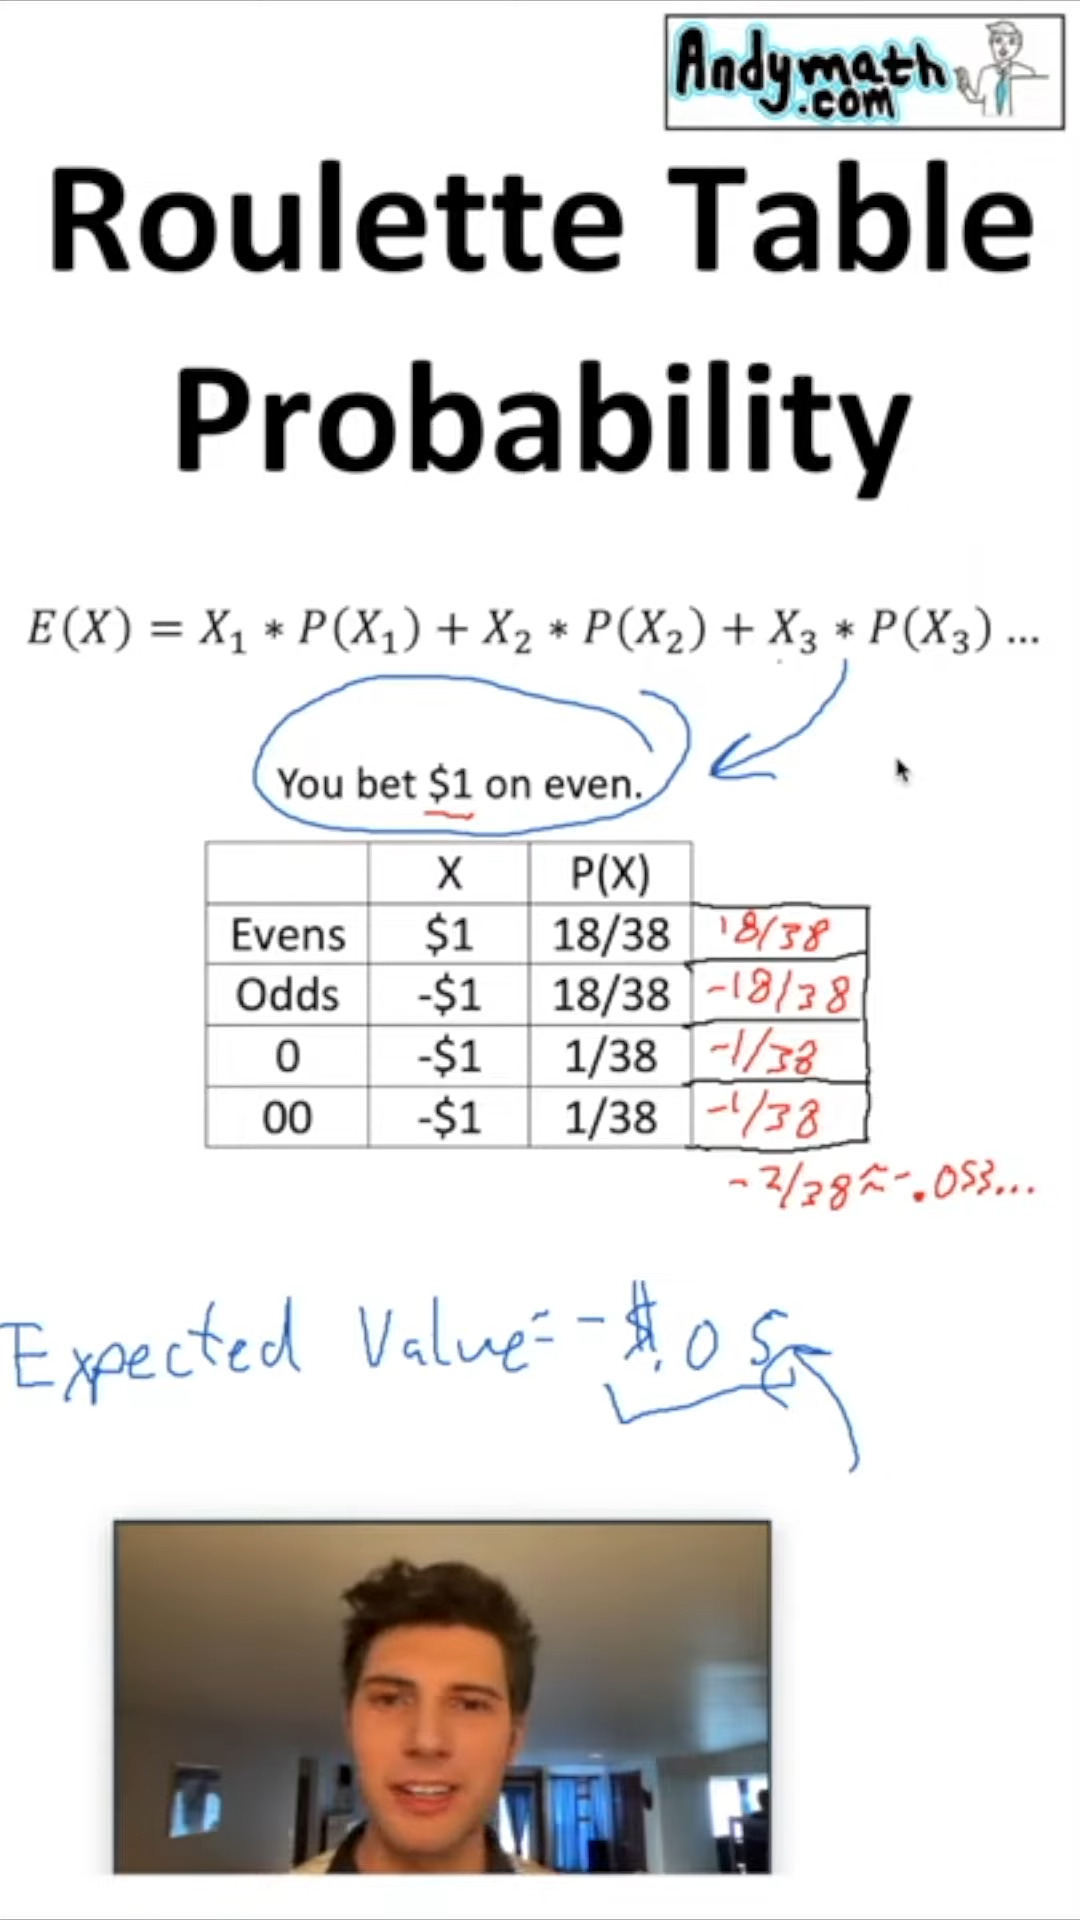 Andymath
.com
Roulette Table
Probability
E(X) = X₁ * P(X₁) + X₂ * P(X₂) + X₃ * P(X₃) ...
You bet $1 on even.
X P(X)
Evens $1 18/38 18/38
Odds -$1 18/38 -18/38
0 -$1 1/38 -1/38
00 -$1 1/38 -1/38
-2/38 ≈ -.053...
Expected Value = -$.05